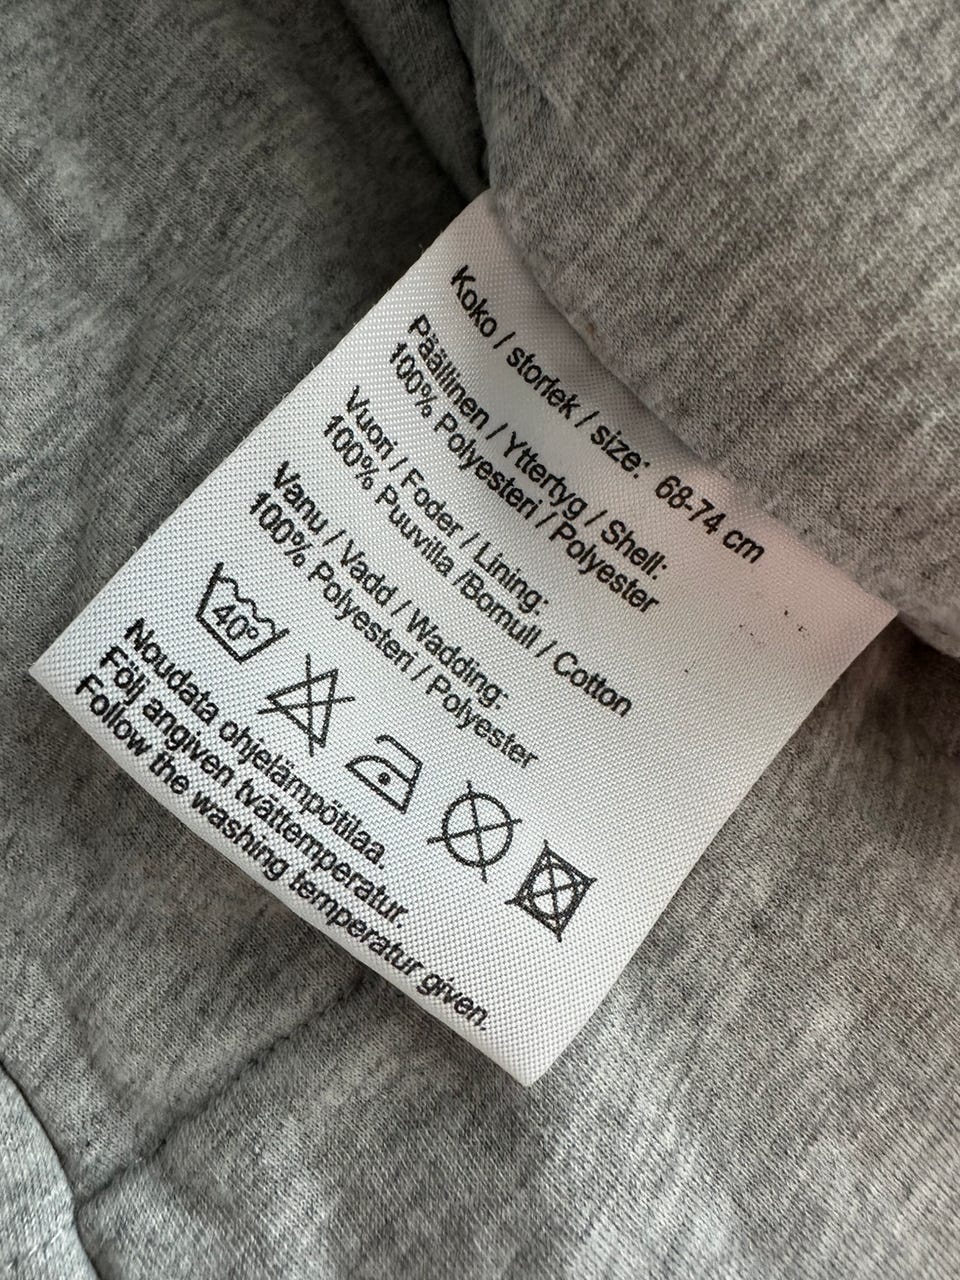 Koko / storlek / size: 68-74 cm
Päällinen / Yttertyg / Shell:
100% Polyesteri / Polyester
Vuori / Foder / Lining:
100% Puuvilla /Bomull / Cotton
Vanu / Vadd / Wadding:
100% Polyesteri / Polyester
40°
Noudata ohjelämpötilaa.
Följ angiven tvättemperatur.
Follow the washing temperatur given.